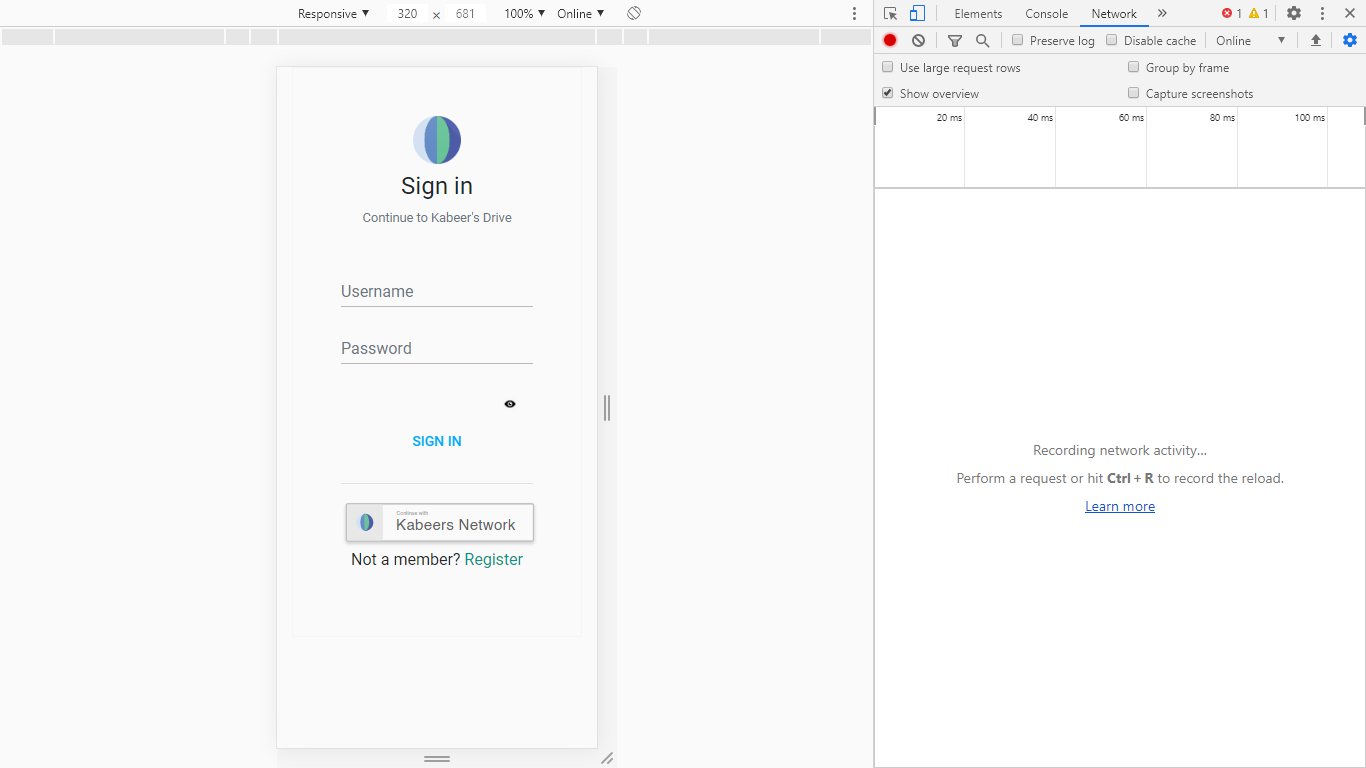 Responsive ▼ 320 × 681 100% ▼ Online ▼
Elements Console Network » 1 1
Preserve log Disable cache Online ▼
Use large request rows Group by frame
Show overview Capture screenshots
20 ms 40 ms 60 ms 80 ms 100 ms
Sign in
Continue to Kabeer's Drive
Username
Password
SIGN IN
Continue with
Kabeers Network
Not a member? Register
Recording network activity...
Perform a request or hit Ctrl + R to record the reload.
Learn more